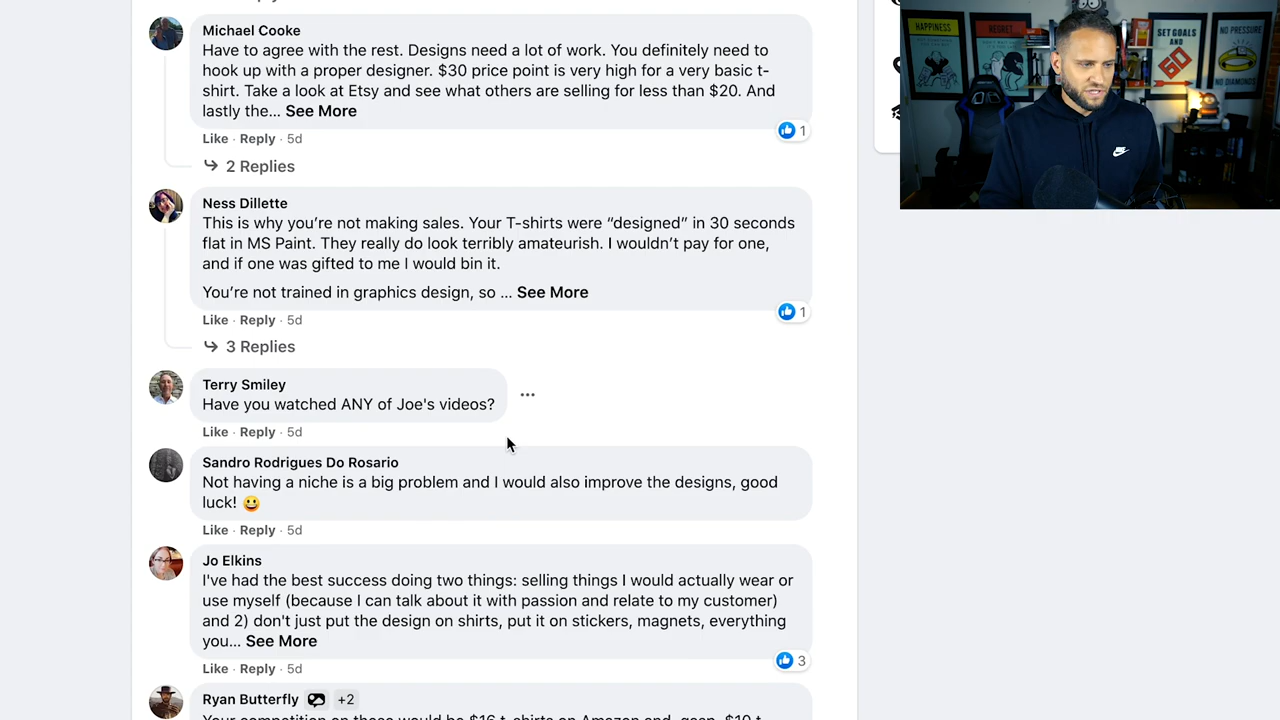 Michael Cooke
Have to agree with the rest. Designs need a lot of work. You definitely need to
hook up with a proper designer. $30 price point is very high for a very basic t-
shirt. Take a look at Etsy and see what others are selling for less than $20. And
lastly the... See More
Like · Reply · 5d
1
2 Replies
Ness Dillette
This is why you’re not making sales. Your T-shirts were “designed” in 30 seconds
flat in MS Paint. They really do look terribly amateurish. I wouldn’t pay for one,
and if one was gifted to me I would bin it.
You’re not trained in graphics design, so ... See More
Like · Reply · 5d
1
3 Replies
Terry Smiley
Have you watched ANY of Joe's videos?
Like · Reply · 5d
Sandro Rodrigues Do Rosario
Not having a niche is a big problem and I would also improve the designs, good
luck! 😀
Like · Reply · 5d
Jo Elkins
I've had the best success doing two things: selling things I would actually wear or
use myself (because I can talk about it with passion and relate to my customer)
and 2) don't just put the design on shirts, put it on stickers, magnets, everything
you... See More
Like · Reply · 5d
3
Ryan Butterfly +2
HAPPINESS
REGRET
SET GOALS
AND
GO
NO PRESSURE
NO DIAMONDS